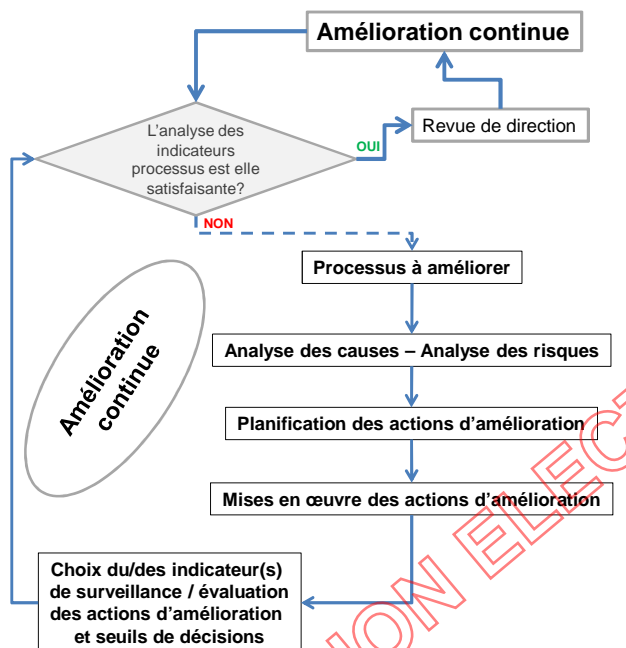 Amélioration continue
L'analyse des
indicateurs
processus est elle
satisfaisante?
OUI
Revue de direction
NON
Processus à améliorer
Analyse des causes – Analyse des risques
Planification des actions d'amélioration
Mises en œuvre des actions d'amélioration
Amélioration
continue
Choix du/des indicateur(s)
de surveillance / évaluation
des actions d'amélioration
et seuils de décisions
ION ELECT